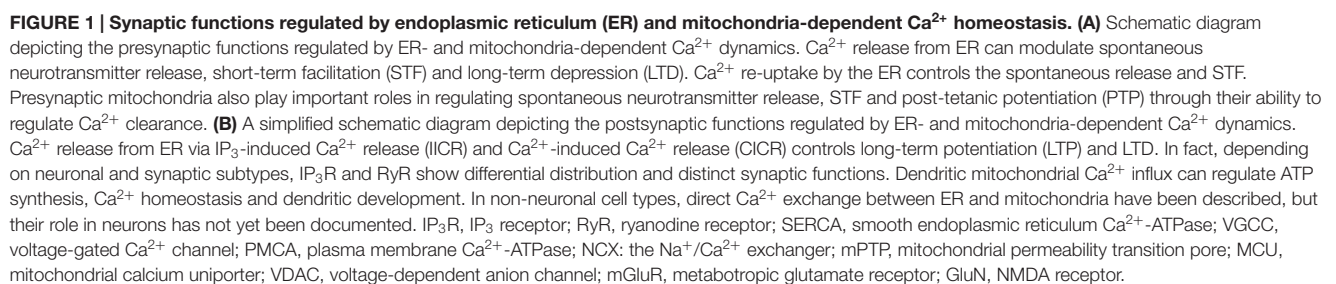 FIGURE 1 | Synaptic functions regulated by endoplasmic reticulum (ER) and mitochondria-dependent Ca²⁺ homeostasis. (A) Schematic diagram
depicting the presynaptic functions regulated by ER- and mitochondria-dependent Ca²⁺ dynamics. Ca²⁺ release from ER can modulate spontaneous
neurotransmitter release, short-term facilitation (STF) and long-term depression (LTD). Ca²⁺ re-uptake by the ER controls the spontaneous release and STF.
Presynaptic mitochondria also play important roles in regulating spontaneous neurotransmitter release, STF and post-tetanic potentiation (PTP) through their ability to
regulate Ca²⁺ clearance. (B) A simplified schematic diagram depicting the postsynaptic functions regulated by ER- and mitochondria-dependent Ca²⁺ dynamics.
Ca²⁺ release from ER via IP₃-induced Ca²⁺ release (IICR) and Ca²⁺-induced Ca²⁺ release (CICR) controls long-term potentiation (LTP) and LTD. In fact, depending
on neuronal and synaptic subtypes, IP₃R and RyR show differential distribution and distinct synaptic functions. Dendritic mitochondrial Ca²⁺ influx can regulate ATP
synthesis, Ca²⁺ homeostasis and dendritic development. In non-neuronal cell types, direct Ca²⁺ exchange between ER and mitochondria have been described, but
their role in neurons has not yet been documented. IP₃R, IP₃ receptor; RyR, ryanodine receptor; SERCA, smooth endoplasmic reticulum Ca²⁺-ATPase; VGCC,
voltage-gated Ca²⁺ channel; PMCA, plasma membrane Ca²⁺-ATPase; NCX: the Na⁺/Ca²⁺ exchanger; mPTP, mitochondrial permeability transition pore; MCU,
mitochondrial calcium uniporter; VDAC, voltage-dependent anion channel; mGluR, metabotropic glutamate receptor; GluN, NMDA receptor.